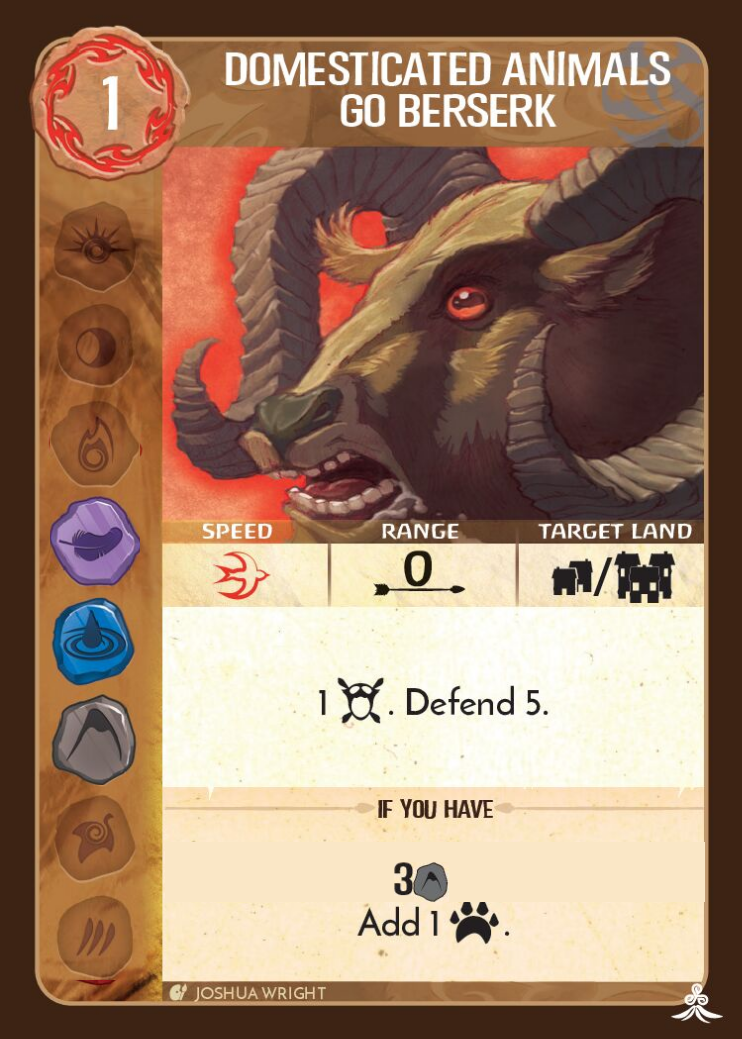 1
DOMESTICATED ANIMALS
GO BERSERK
SPEED RANGE TARGET LAND
0 /
1 . Defend 5.
IF YOU HAVE
3
Add 1 .
JOSHUA WRIGHT